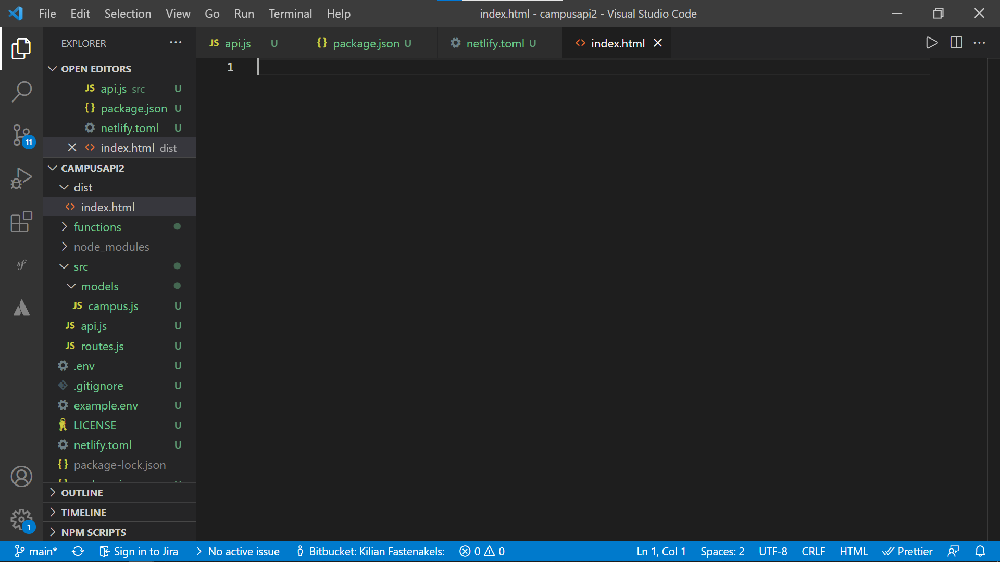 File Edit Selection View Go Run Terminal Help index.html - campusapi2 - Visual Studio Code
EXPLORER
JS api.js U {} package.json U netlify.toml U <> index.html
OPEN EDITORS
JS api.js src U
{} package.json U
netlify.toml U
<> index.html dist
CAMPUSAPI2
dist
<> index.html
functions
node_modules
src
models
JS campus.js U
JS api.js U
JS routes.js U
.env U
.gitignore U
example.env U
LICENSE U
netlify.toml U
{} package-lock.json
OUTLINE
TIMELINE
NPM SCRIPTS
11
sf
1
1
main* Sign in to Jira No active issue Bitbucket: Kilian Fastenakels: 0 0 Ln 1, Col 1 Spaces: 2 UTF-8 CRLF HTML Prettier